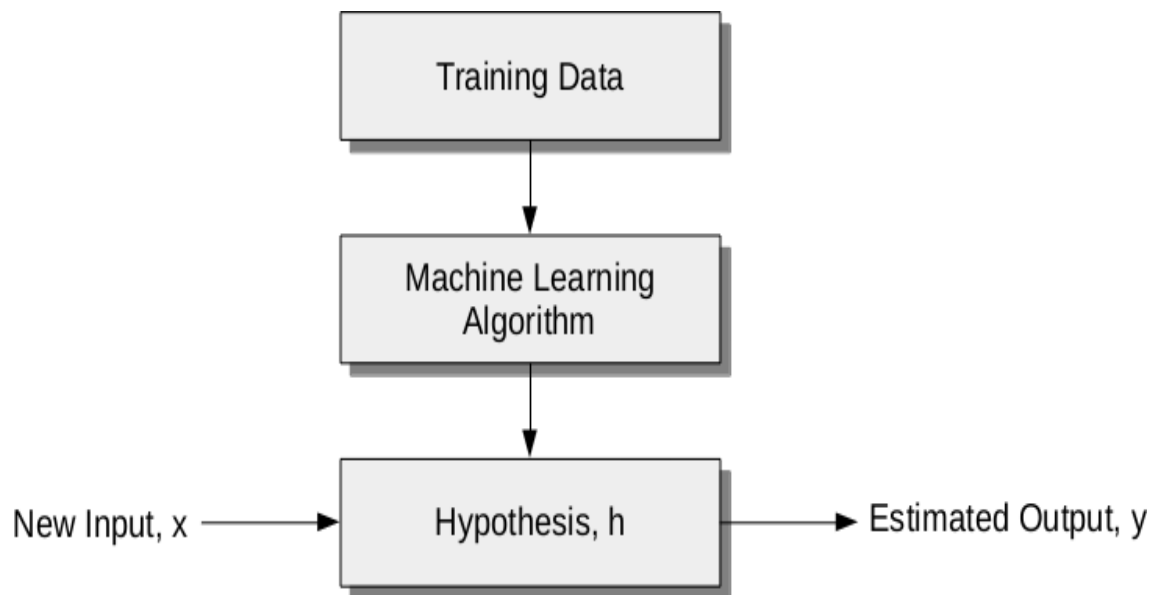 Training Data
Machine Learning
Algorithm
New Input, x
Hypothesis, h
Estimated Output, y